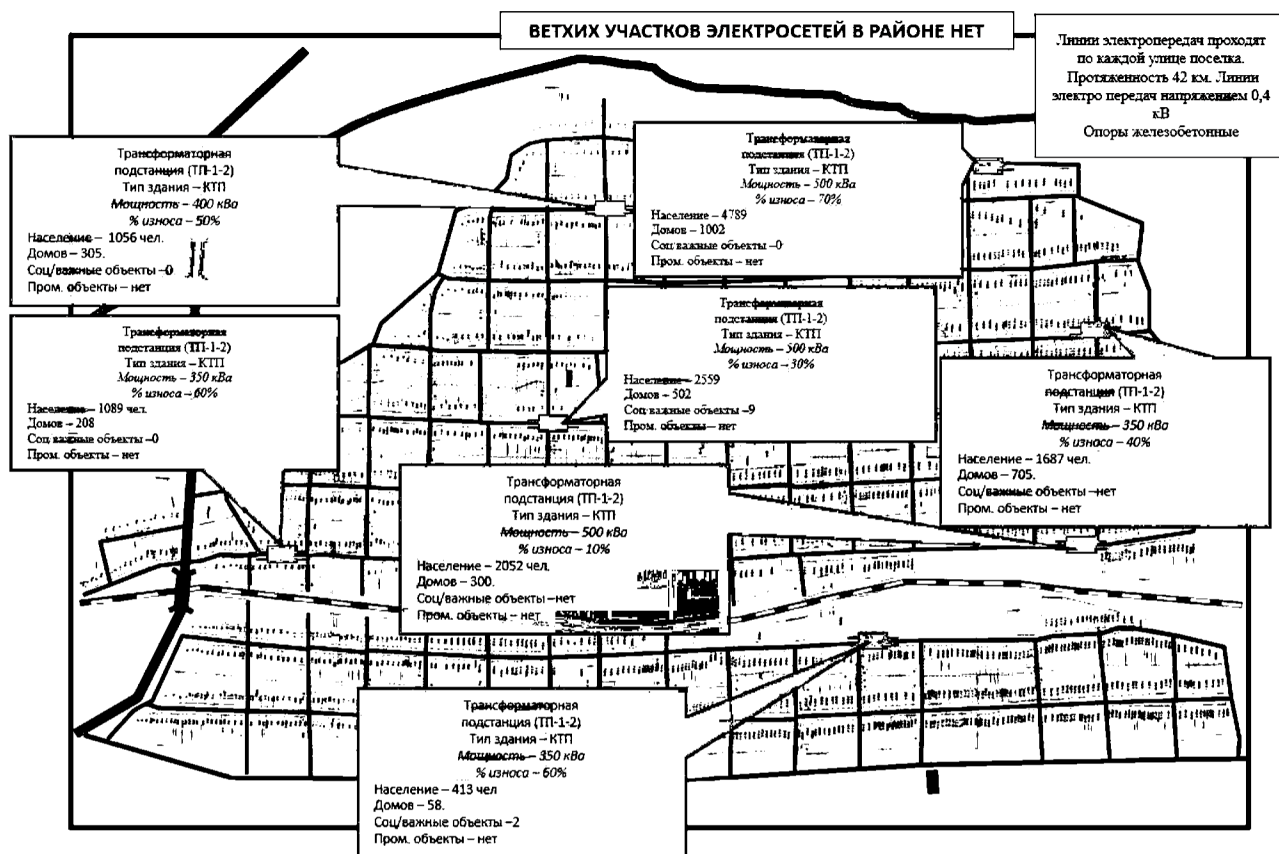 ВЕТХИХ УЧАСТКОВ ЭЛЕКТРОСЕТЕЙ В РАЙОНЕ НЕТ
Линии электропередач проходят
по каждой улице поселка.
Протяженность 42 км. Линии
электро передач напряжением 0,4
кВ
Опоры железобетонные
Трансформаторная
подстанция (ТП-1-2)
Тип здания – КТП
Мощность – 400 кВа
% износа – 50%
Население – 1056 чел.
Домов – 305.
Соц/важные объекты –0
Пром. объекты – нет
Трансформаторная
подстанция (ТП-1-2)
Тип здания – КТП
Мощность – 500 кВа
% износа – 70%
Население – 4789
Домов – 1002
Соц важные объекты –0
Пром. объекты – нет
Трансформаторная
подстанция (ТП-1-2)
Тип здания – КТП
Мощность – 350 кВа
% износа – 60%
Население – 1089 чел.
Домов – 208
Соц важные объекты –0
Пром. объекты – нет
Трансформаторная
подстанция (ТП-1-2)
Тип здания – КТП
Мощность – 500 кВа
% износа – 30%
Население – 2559
Домов – 502
Соц важные объекты –9
Пром. объекты – нет
Трансформаторная
подстанция (ТП-1-2)
Тип здания – КТП
Мощность – 350 кВа
% износа – 40%
Население – 1687 чел.
Домов – 705.
Соц/важные объекты –нет
Пром. объекты – нет
Трансформаторная
подстанция (ТП-1-2)
Тип здания – КТП
Мощность – 500 кВа
% износа – 10%
Население – 2052 чел.
Домов – 300.
Соц/важные объекты –нет
Пром. объекты – нет
Трансформаторная
подстанция (ТП-1-2)
Тип здания – КТП
Мощность – 350 кВа
% износа – 60%
Население – 413 чел
Домов – 58.
Соц/важные объекты –2
Пром. объекты – нет